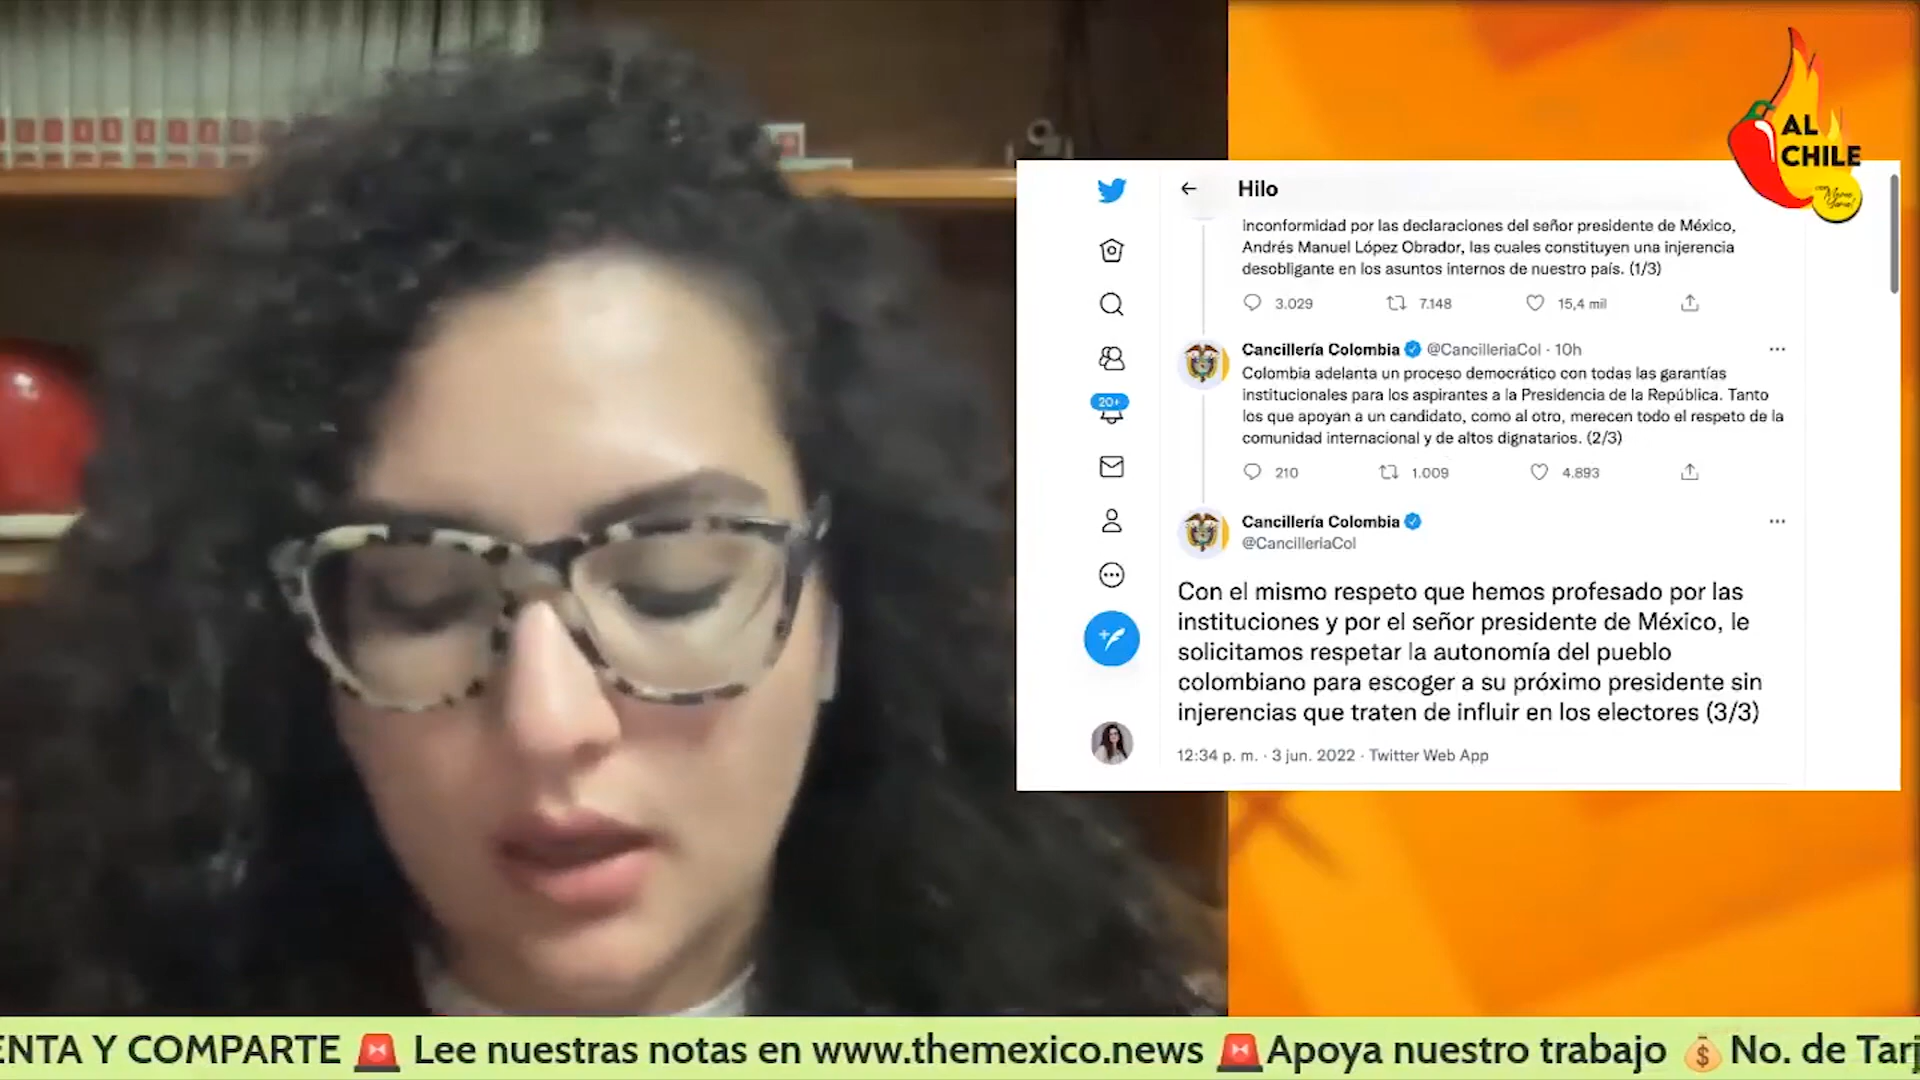 AL
CHILE
Hilo
inconformidad por las declaraciones del señor presidente de México,
Andrés Manuel López Obrador, las cuales constituyen una injerencia
desobligante en los asuntos internos de nuestro país. (1/3)
3.029 7.148 15,4 mil
Cancillería Colombia @CancilleriaCol · 10h
Colombia adelanta un proceso democrático con todas las garantías
institucionales para los aspirantes a la Presidencia de la República. Tanto
los que apoyan a un candidato, como al otro, merecen todo el respeto de la
comunidad internacional y de altos dignatarios. (2/3)
20+
210 1.009 4.893
Cancillería Colombia
@CancilleriaCol
Con el mismo respeto que hemos profesado por las
instituciones y por el señor presidente de México, le
solicitamos respetar la autonomía del pueblo
colombiano para escoger a su próximo presidente sin
injerencias que traten de influir en los electores (3/3)
12:34 p. m. · 3 jun. 2022 · Twitter Web App
ENTA Y COMPARTE 🚨 Lee nuestras notas en www.themexico.news 🚨Apoya nuestro trabajo 💰No. de Tarj